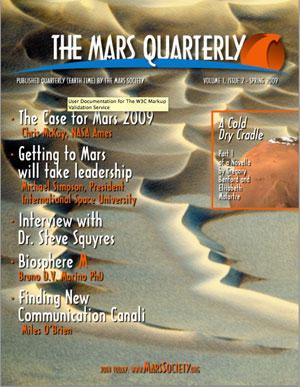 THE MARS QUARTERLY
PUBLISHED QUARTERLY (EARTH TIME) BY THE MARS SOCIETY
VOLUME 1, ISSUE 2 - SPRING 2009
User Documentation for The W3C Markup
Validation Service
The Case for Mars 2009
Chris McKay, NASA Ames
· Getting to Mars
will take leadership
Michael Simpson, President
International Space University
· Interview with
Dr. Steve Squyres
· Biosphere M
Bruno D.V. Marino PhD
· Finding New
Communication Canali
Miles O'Brien
A Cold
Dry Cradle
Part 1
of a Novella
by Gregory
Benford and
Elisabeth
Malartre
JOIN TODAY, WWW.MARSSOCIETY.ORG